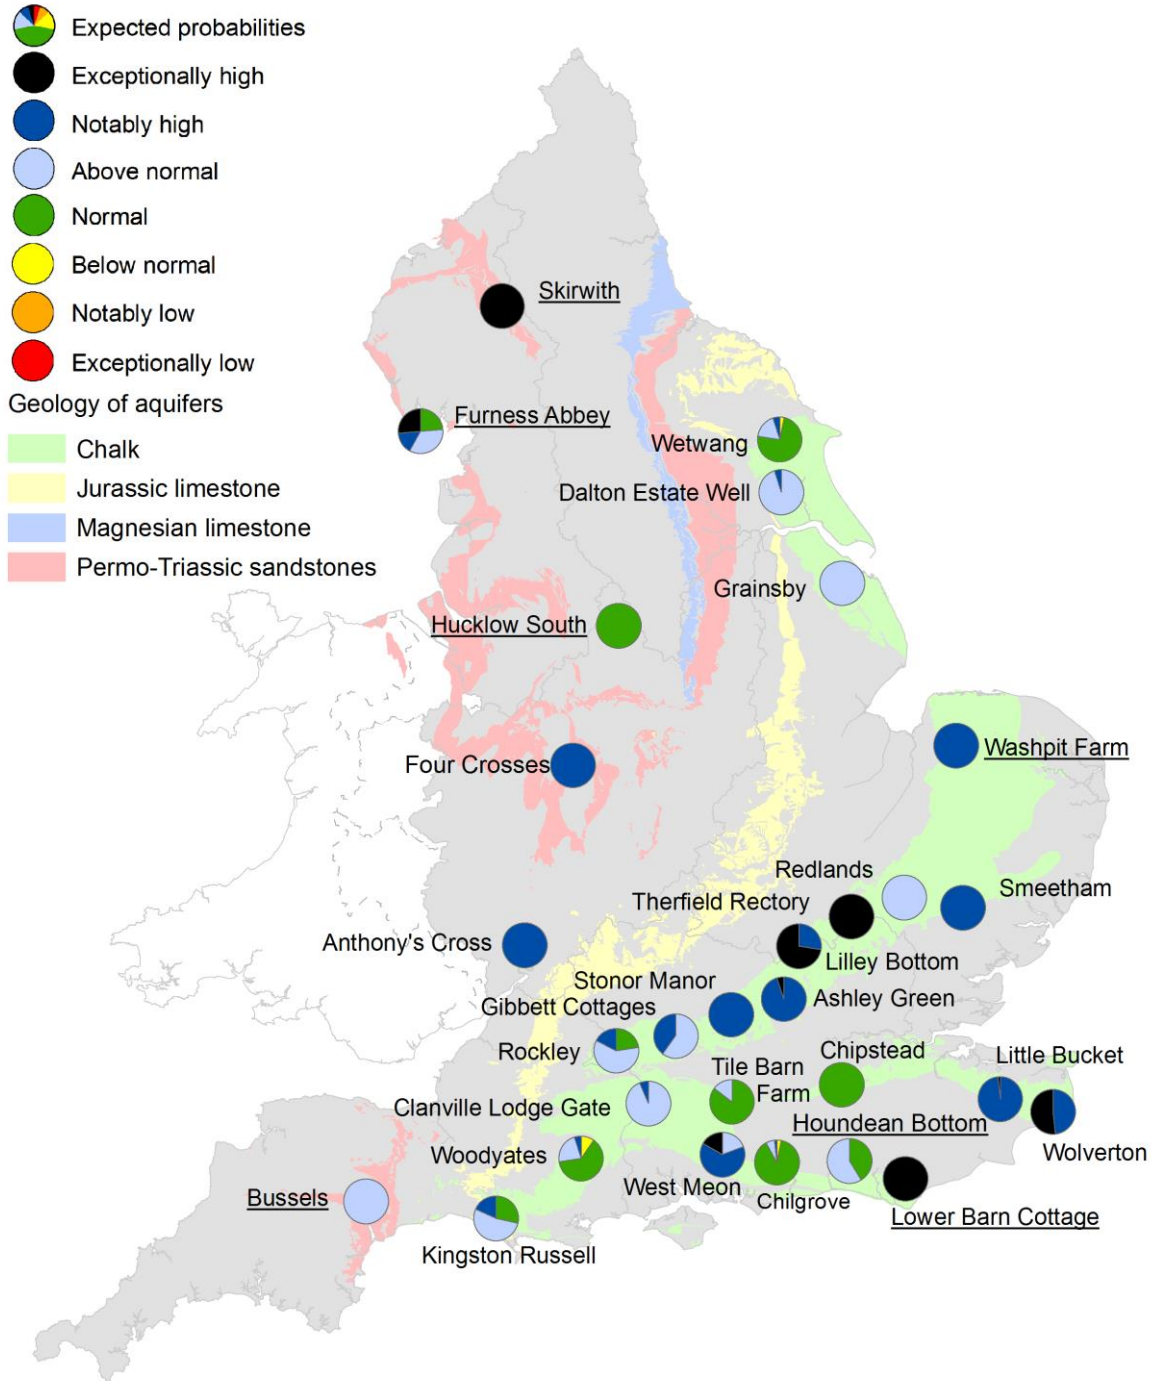 Expected probabilities
Exceptionally high
Notably high
Above normal
Normal
Below normal
Notably low
Exceptionally low
Geology of aquifers
Chalk
Jurassic limestone
Magnesian limestone
Permo-Triassic sandstones
Skirwith
Furness Abbey
Wetwang
Dalton Estate Well
Grainsby
Hucklow South
Washpit Farm
Four Crosses
Redlands
Smeetham
Therfield Rectory
Anthony's Cross
Lilley Bottom
Stonor Manor
Ashley Green
Gibbett Cottages
Rockley
Chipstead
Little Bucket
Tile Barn
Farm
Clanville Lodge Gate
Houndean Bottom
Wolverton
Woodyates
West Meon
Chilgrove
Bussels
Lower Barn Cottage
Kingston Russell